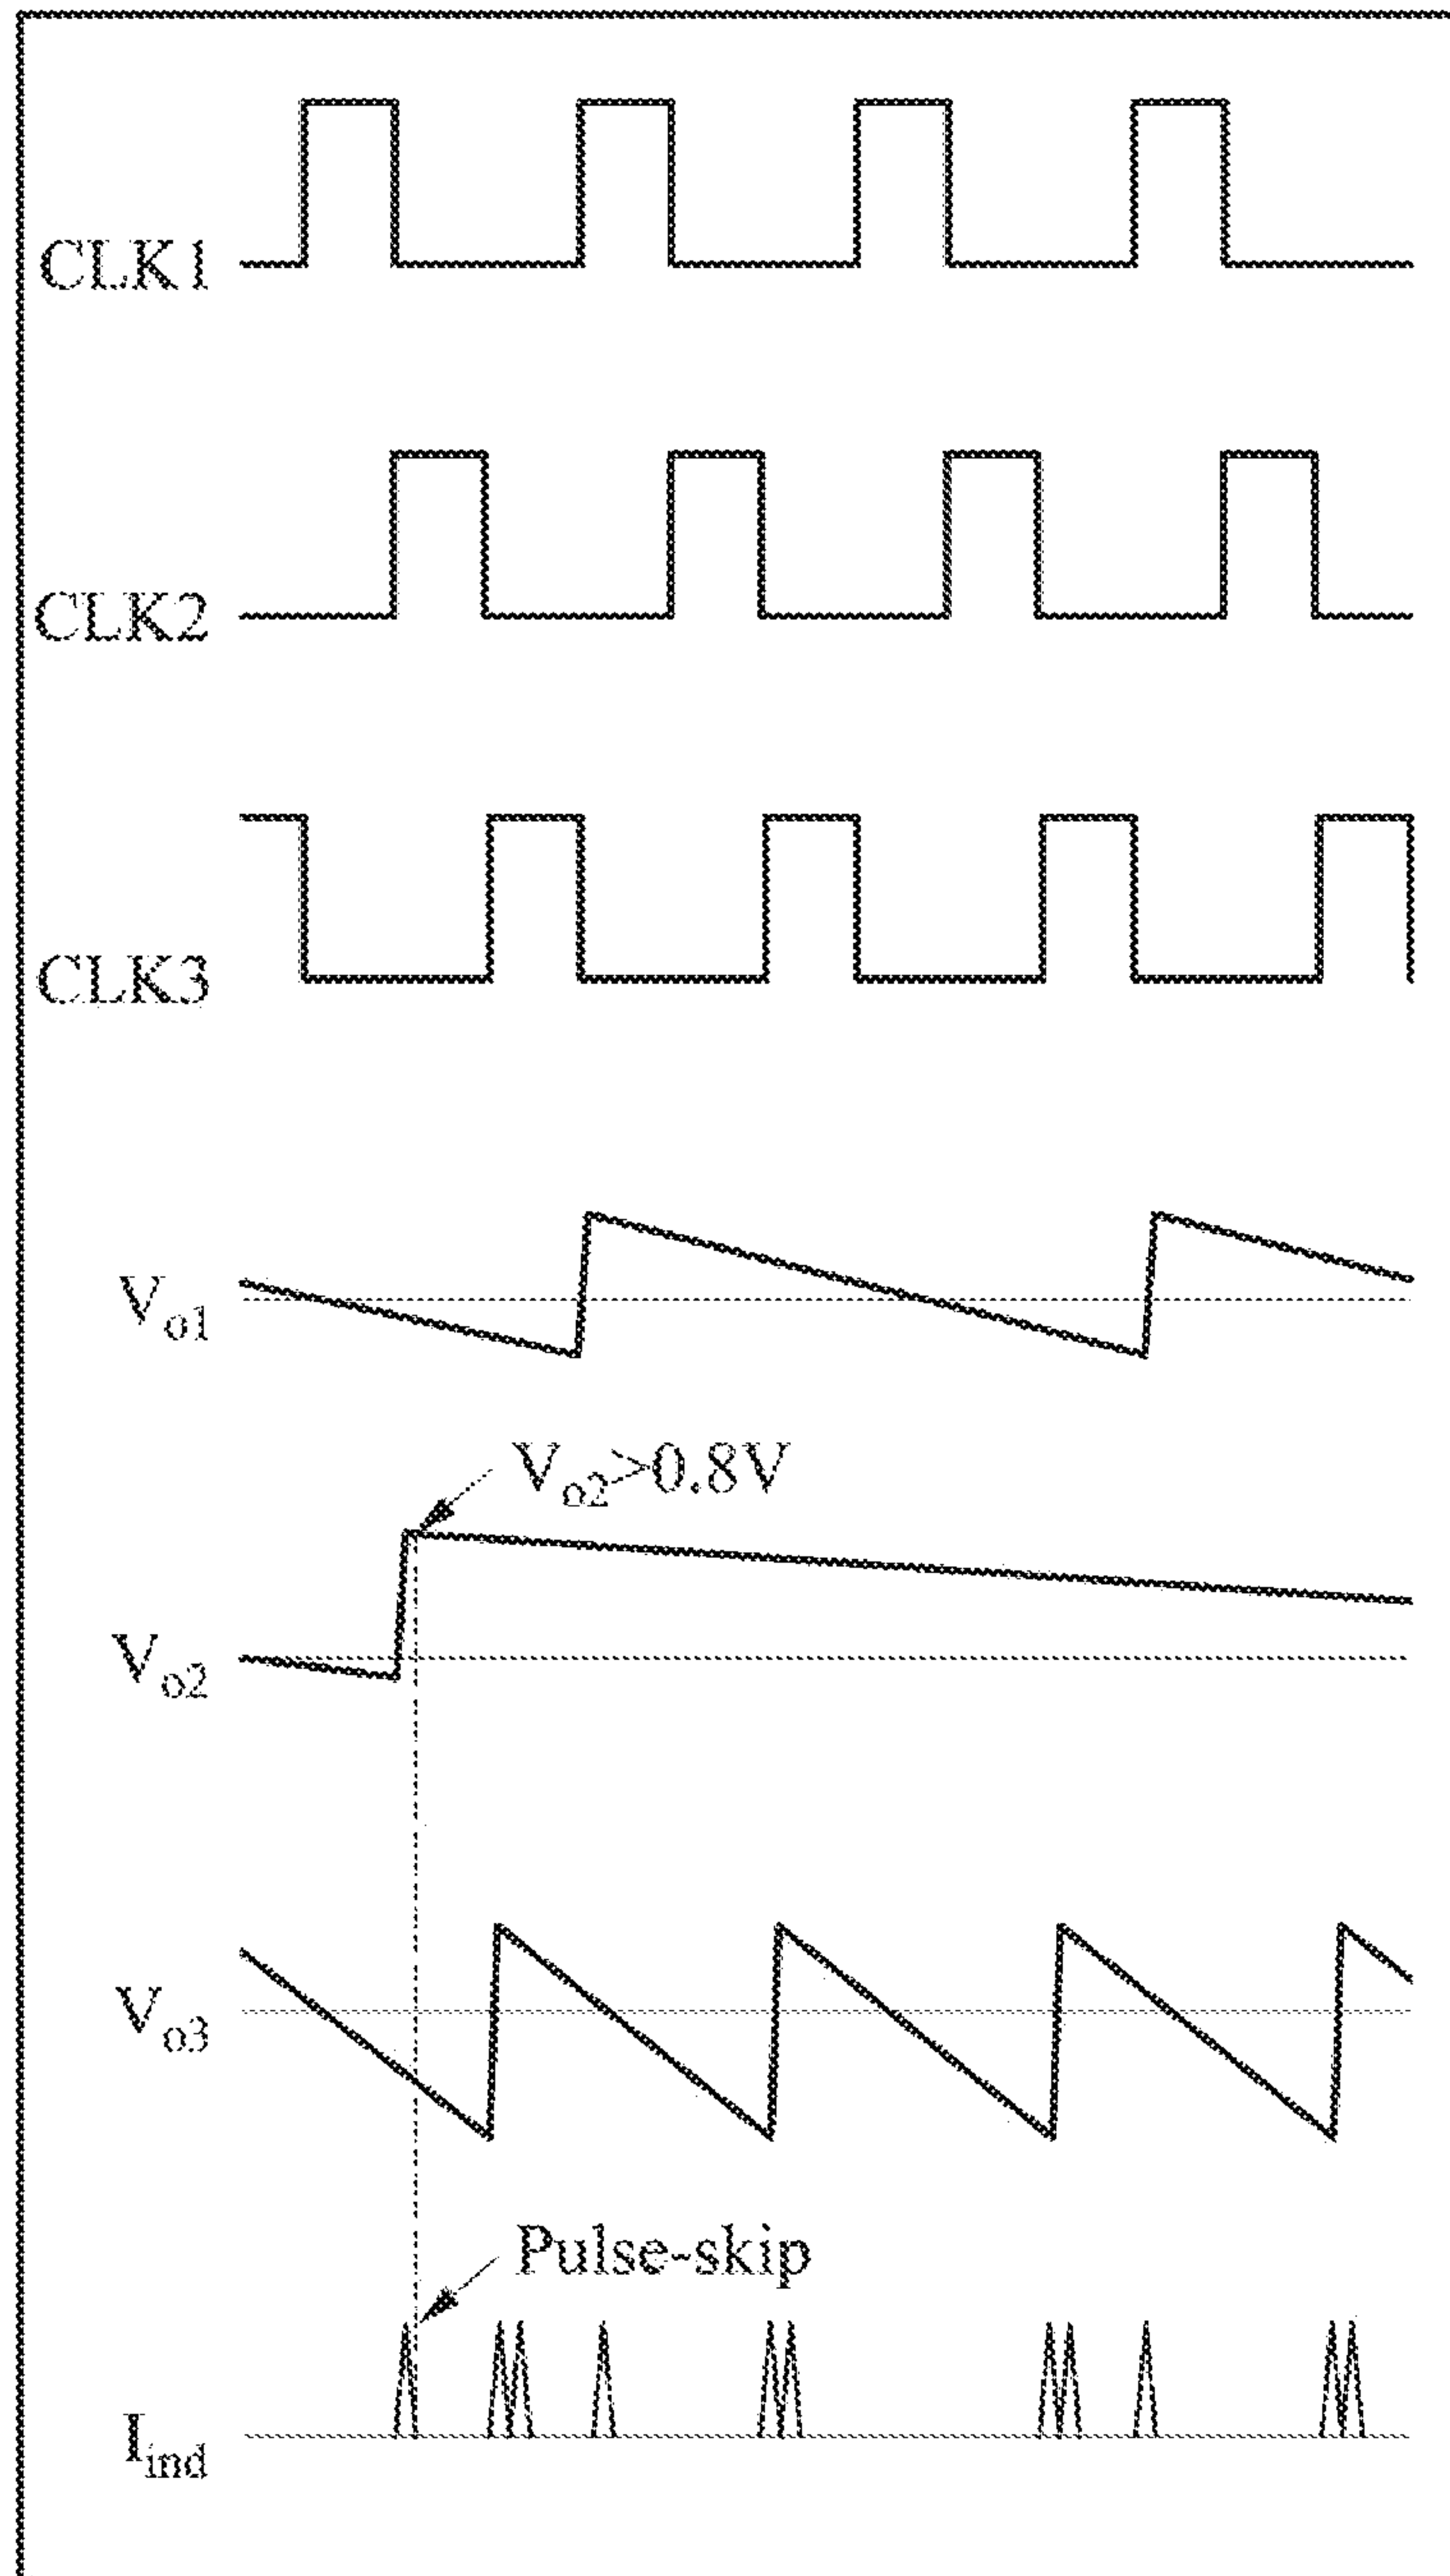 CLK1
CLK2
CLK3
Vo1
Vo2>0.8V
Vo2
Vo3
Pulse-skip
Iind